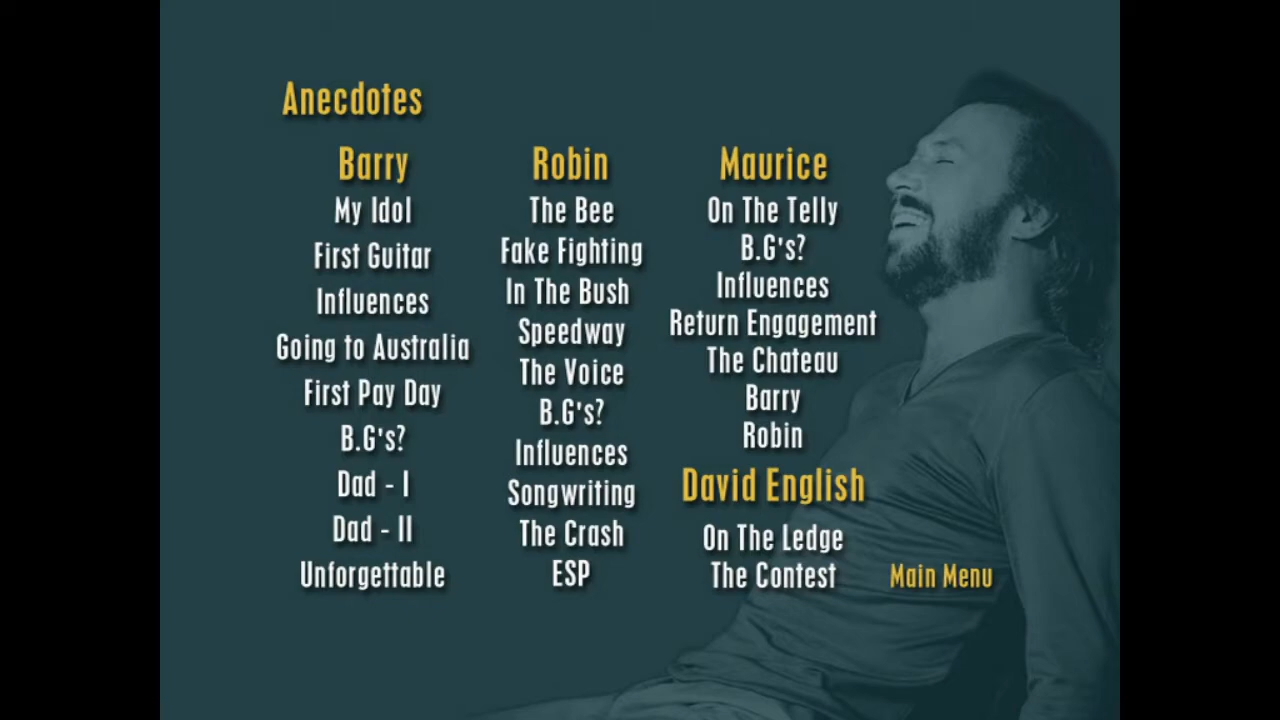 Anecdotes
Barry
My Idol
First Guitar
Influences
Going to Australia
First Pay Day
B.G's?
Dad - I
Dad - II
Unforgettable
Robin
The Bee
Fake Fighting
In The Bush
Speedway
The Voice
B.G's?
Influences
Songwriting
The Crash
ESP
Maurice
On The Telly
B.G's?
Influences
Return Engagement
The Chateau
Barry
Robin
David English
On The Ledge
The Contest
Main Menu